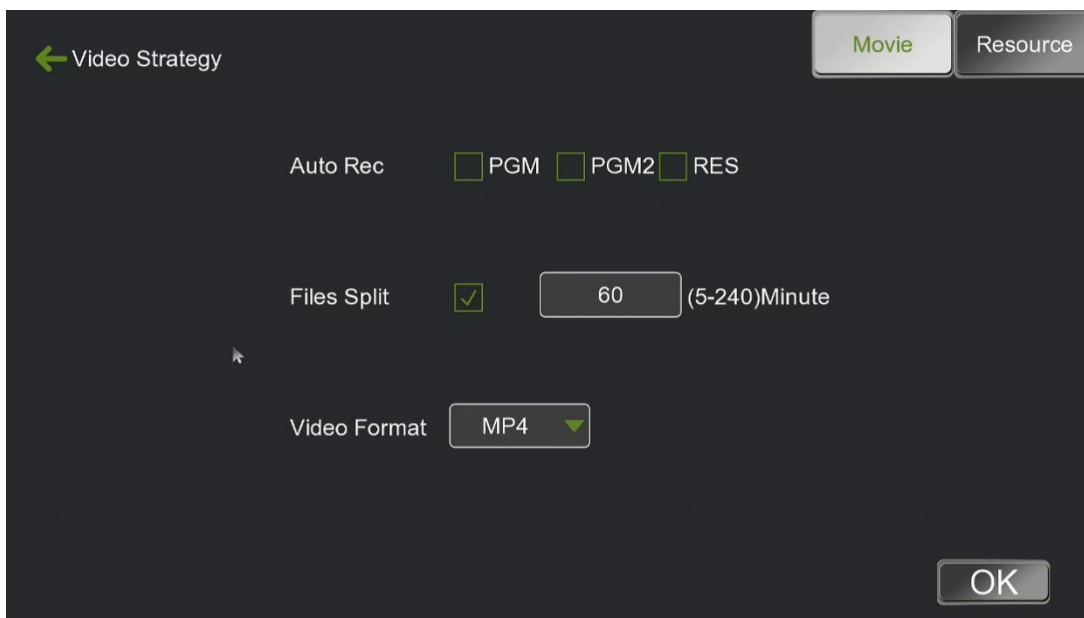 Video Strategy
Movie
Resource
Auto Rec PGM PGM2 RES
Files Split 60 (5-240)Minute
Video Format MP4
OK